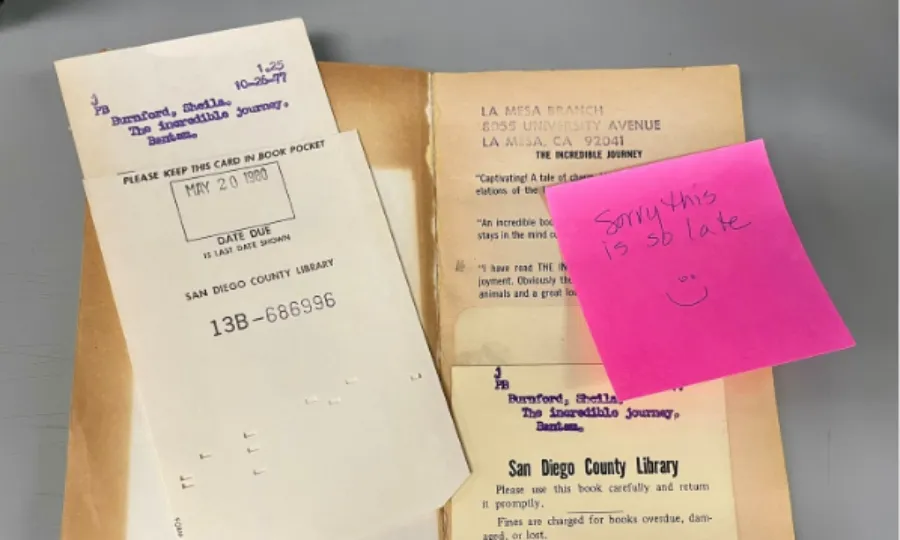 1.25
J 10-26-77
PB
Burnford, Sheila.
The incredible journey.
Bantam.
PLEASE KEEP THIS CARD IN BOOK POCKET
MAY 20 1980
DATE DUE
IS LAST DATE SHOWN
SAN DIEGO COUNTY LIBRARY
13B-686996
LA MESA BRANCH
8055 UNIVERSITY AVENUE
LA MESA, CA 92041
THE INCREDIBLE JOURNEY
"Captivating! A tale of
elations of the
"An incredible
stays in the mind
"I have read THE
joyment. Obviously
animals and a great
Sorry this
is so late
J
PB
Burnford, Sheila.
The incredible journey.
Bantam.
San Diego County Library
Please use this book carefully and return
it promptly.
Fines are charged for books overdue, dam-
aged, or lost.